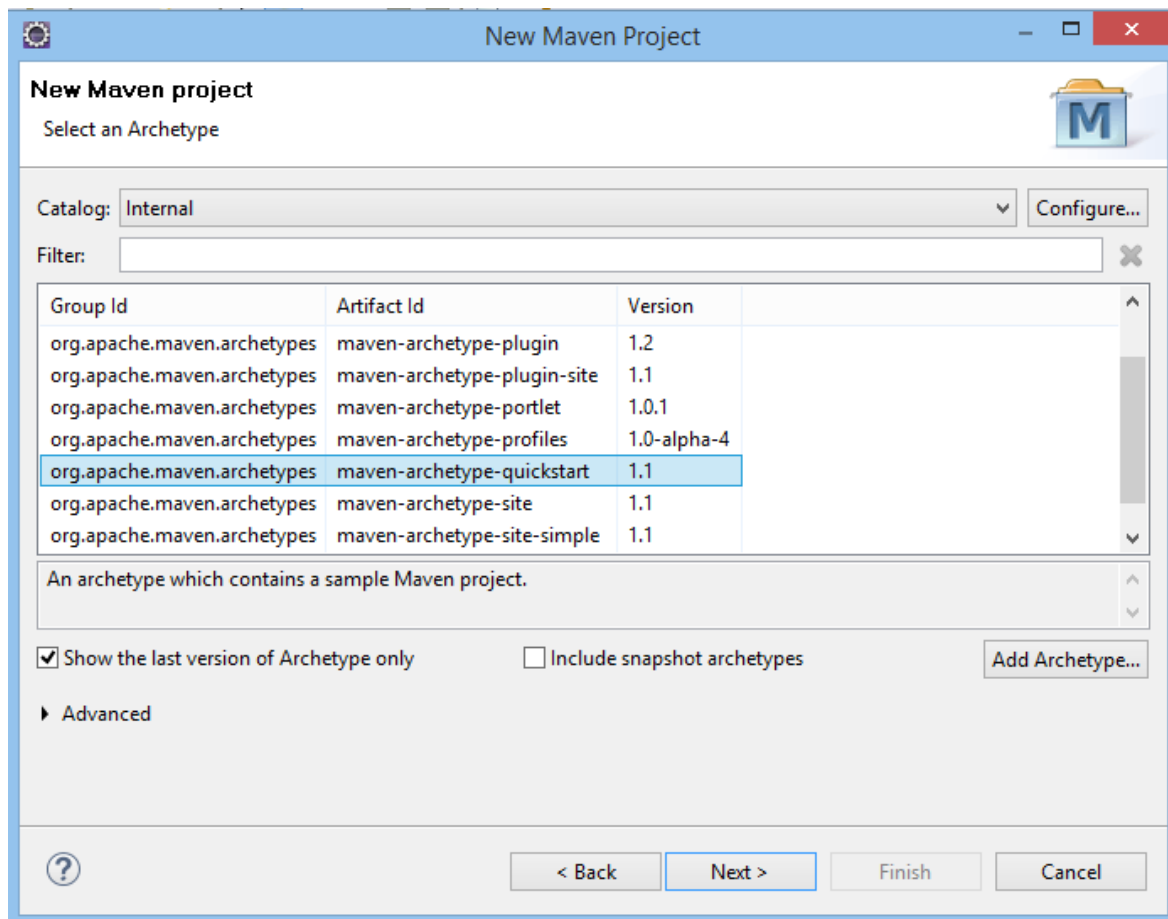 New Maven Project
New Maven project
Select an Archetype
M
Catalog: Internal Configure...
Filter:
Group Id Artifact Id Version
org.apache.maven.archetypes maven-archetype-plugin 1.2
org.apache.maven.archetypes maven-archetype-plugin-site 1.1
org.apache.maven.archetypes maven-archetype-portlet 1.0.1
org.apache.maven.archetypes maven-archetype-profiles 1.0-alpha-4
org.apache.maven.archetypes maven-archetype-quickstart 1.1
org.apache.maven.archetypes maven-archetype-site 1.1
org.apache.maven.archetypes maven-archetype-site-simple 1.1
An archetype which contains a sample Maven project.
Show the last version of Archetype only Include snapshot archetypes Add Archetype...
Advanced
? < Back Next > Finish Cancel